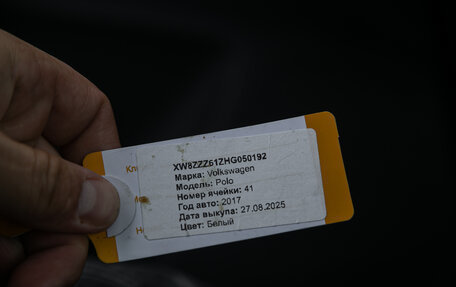 XW8ZZZ61ZHG050192
Марка: Volkswagen
Модель: Polo
Номер ячейки: 41
Год авто: 2017
Дата выкупа: 27.08.2025
Цвет: Белый